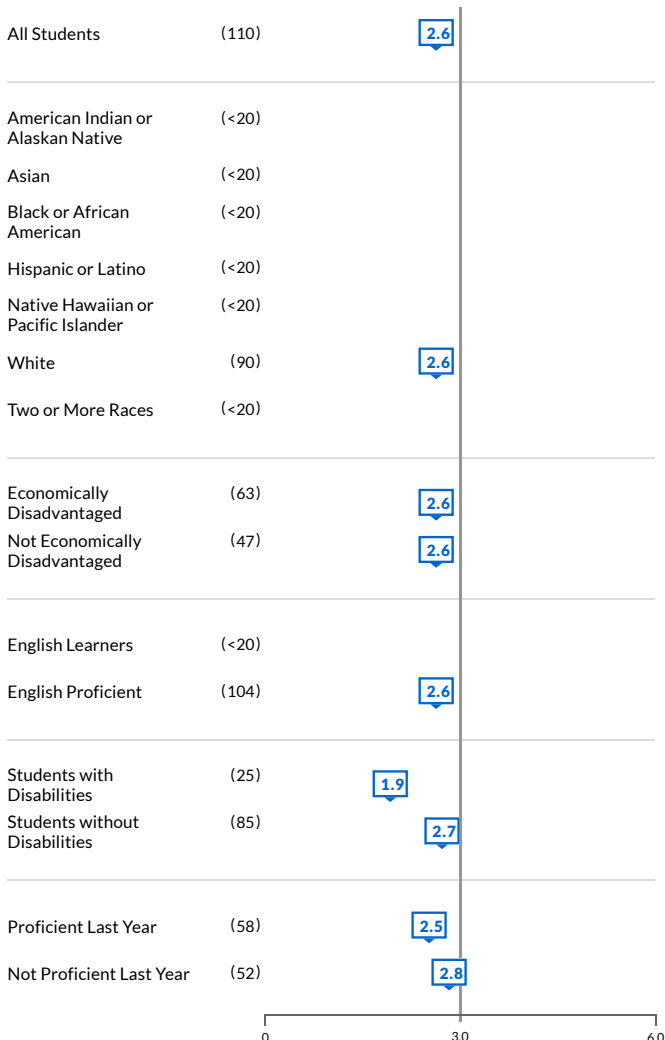 All Students (110) 2.6
American Indian or (<20)
Alaskan Native
Asian (<20)
Black or African (<20)
American
Hispanic or Latino (<20)
Native Hawaiian or (<20)
Pacific Islander
White (90) 2.6
Two or More Races (<20)
Economically (63) 2.6
Disadvantaged
Not Economically (47) 2.6
Disadvantaged
English Learners (<20)
English Proficient (104) 2.6
Students with (25) 1.9
Disabilities
Students without (85) 2.7
Disabilities
Proficient Last Year (58) 2.5
Not Proficient Last Year (52) 2.8
0 3.0 6.0